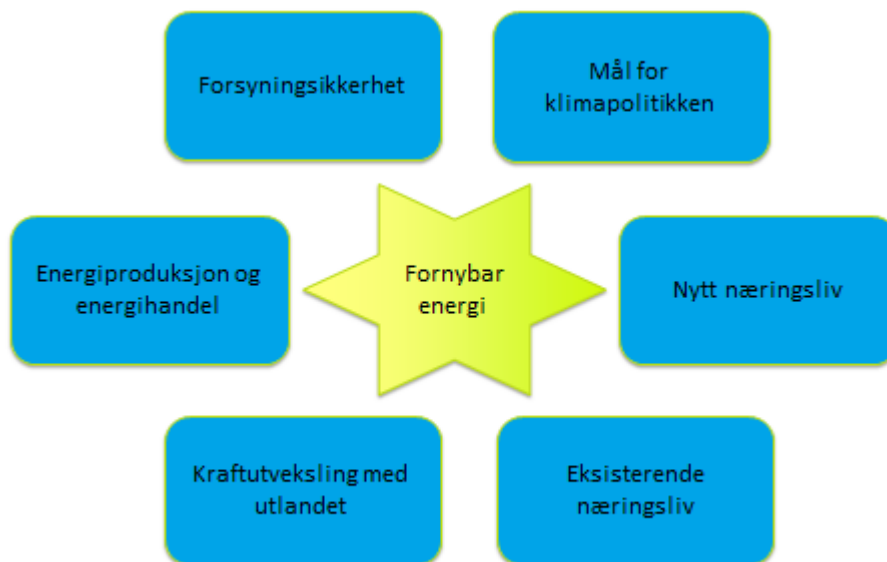 Forsyningsikkerhet
Mål for
klimapolitikken
Energiproduksjon og
energihandel
Fornybar
energi
Nytt næringsliv
Kraftutveksling med
utlandet
Eksisterende
næringsliv